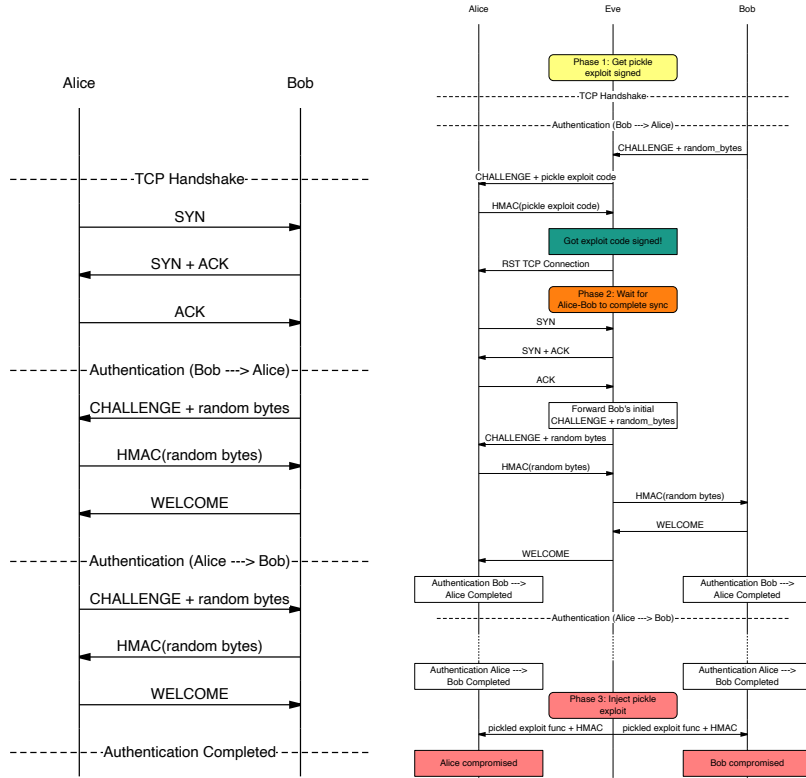 Alice
Bob
TCP Handshake
SYN
SYN + ACK
ACK
Authentication (Bob ---> Alice)
CHALLENGE + random bytes
HMAC(random bytes)
WELCOME
Authentication (Alice ---> Bob)
CHALLENGE + random bytes
HMAC(random bytes)
WELCOME
Authentication Completed
Alice
Eve
Bob
Phase 1: Get pickle
exploit signed
TCP Handshake
Authentication (Bob ---> Alice)
CHALLENGE + random_bytes
CHALLENGE + pickle exploit code
HMAC(pickle exploit code)
Got exploit code signed!
RST TCP Connection
Phase 2: Wait for
Alice-Bob to complete sync
SYN
SYN + ACK
ACK
Forward Bob's initial
CHALLENGE + random_bytes
CHALLENGE + random bytes
HMAC(random bytes)
HMAC(random bytes)
WELCOME
WELCOME
Authentication Bob --->
Alice Completed
Authentication Bob --->
Alice Completed
Authentication (Alice ---> Bob)
Authentication Alice --->
Bob Completed
Authentication Alice --->
Bob Completed
Phase 3: Inject pickle
exploit
pickled exploit func + HMAC
pickled exploit func + HMAC
Alice compromised
Bob compromised